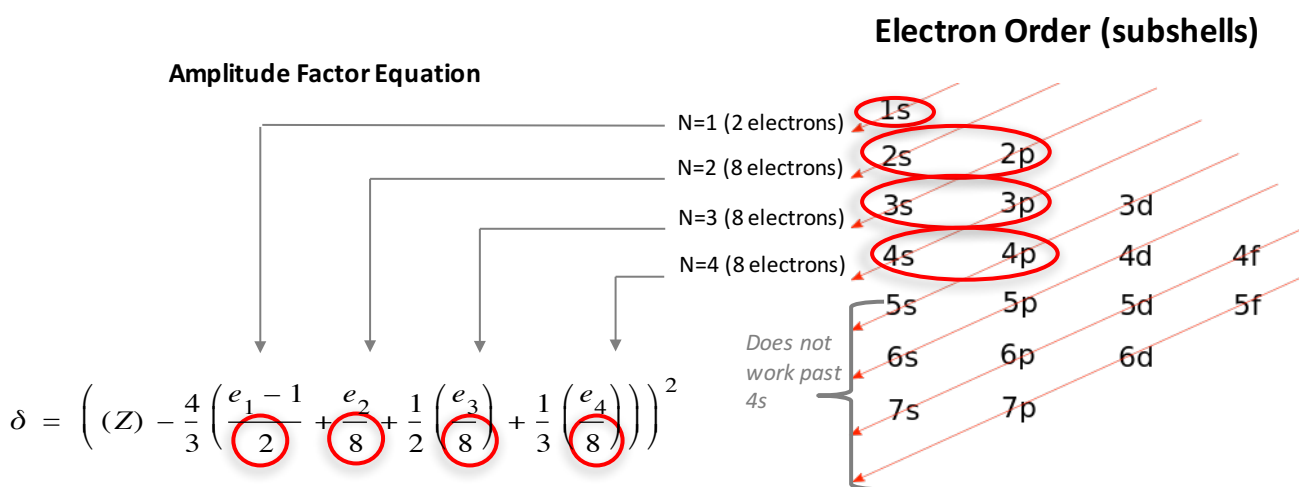 Electron Order (subshells)
Amplitude Factor Equation
N=1 (2 electrons)
N=2 (8 electrons)
N=3 (8 electrons)
N=4 (8 electrons)
1s
2s 2p
3s 3p 3d
4s 4p 4d 4f
5s 5p 5d 5f
6s 6p 6d
7s 7p
Does not
work past
4s
δ = ( (Z) − 4/3 ( (e₁ − 1)/2 + e₂/8 + 1/2 (e₃/8) + 1/3 (e₄/8) ) )²